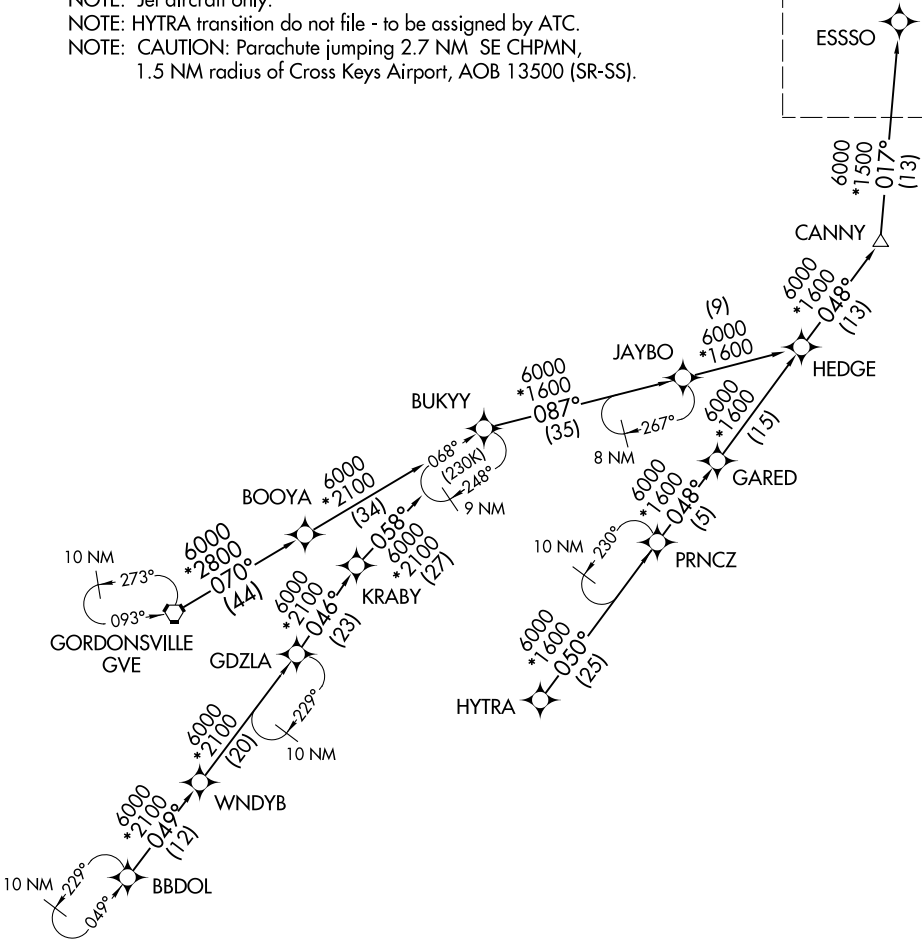 NOTE: Jet aircraft only.
NOTE: HYTRA transition do not file - to be assigned by ATC.
NOTE: CAUTION: Parachute jumping 2.7 NM SE CHPMN,
1.5 NM radius of Cross Keys Airport, AOB 13500 (SR-SS).
ESSSO
6000
*1500
017°
(13)
CANNY
6000
*1600
048°
(13)
HEDGE
(9)
6000
*1600
JAYBO
267°
8 NM
6000
*1600
087°
(35)
BUKYY
068°
(230K)
248°
9 NM
6000
*1600
(15)
GARED
6000
*1600
048°
(5)
PRNCZ
230°
10 NM
6000
*1600
050°
(25)
HYTRA
BOOYA
6000
*2100
(34)
058°
6000
*2100
(27)
KRABY
10 NM
273°
093°
GORDONSVILLE
GVE
6000
*2800
070°
(44)
6000
*2100
046°
(23)
GDZLA
229°
10 NM
6000
*2100
(20)
WNDYB
6000
*2100
049°
(12)
BBDOL
10 NM
229°
049°